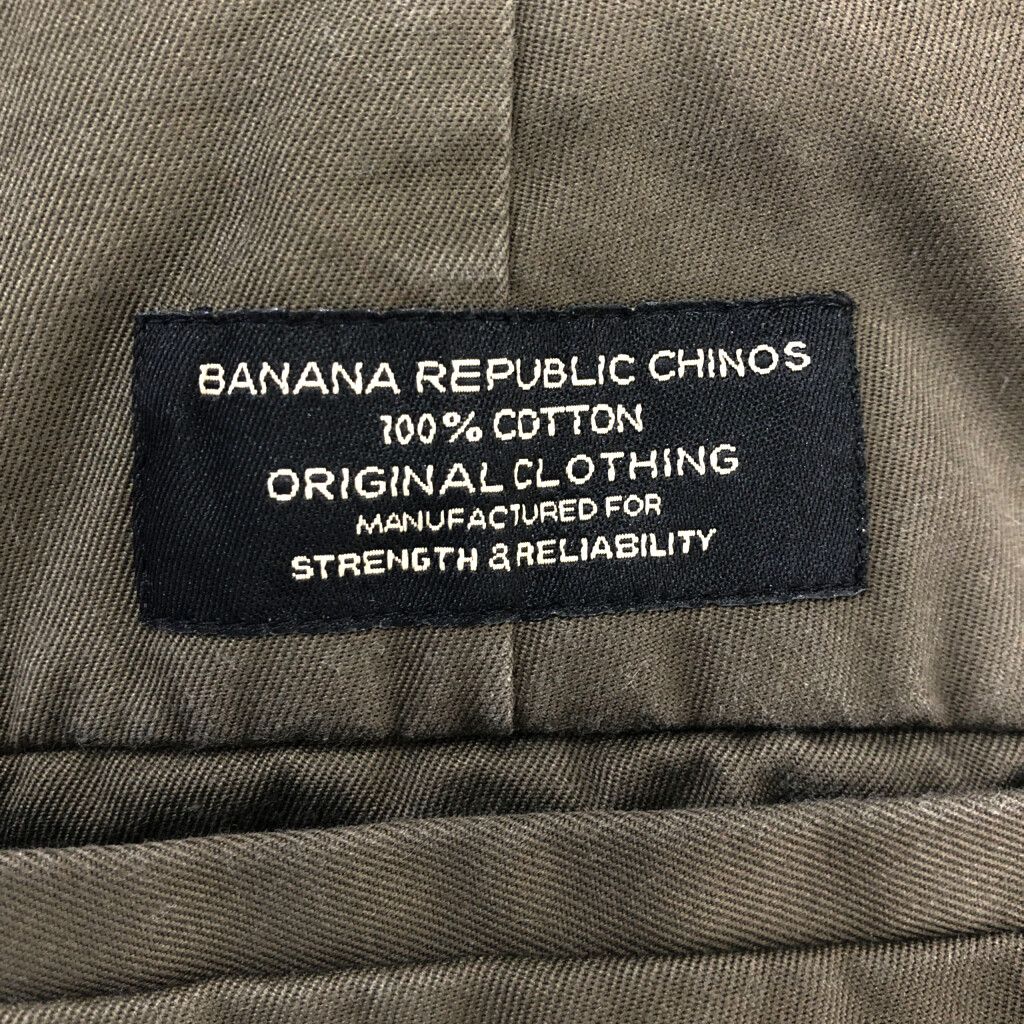 BANANA REPUBLIC CHINOS
100% COTTON
ORIGINAL CLOTHING
MANUFACTURED FOR
STRENGTH & RELIABILITY